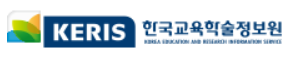 KERIS 한국교육학술정보원
KOREA EDUCATION AND RESEARCH INFORMATION SERVICE